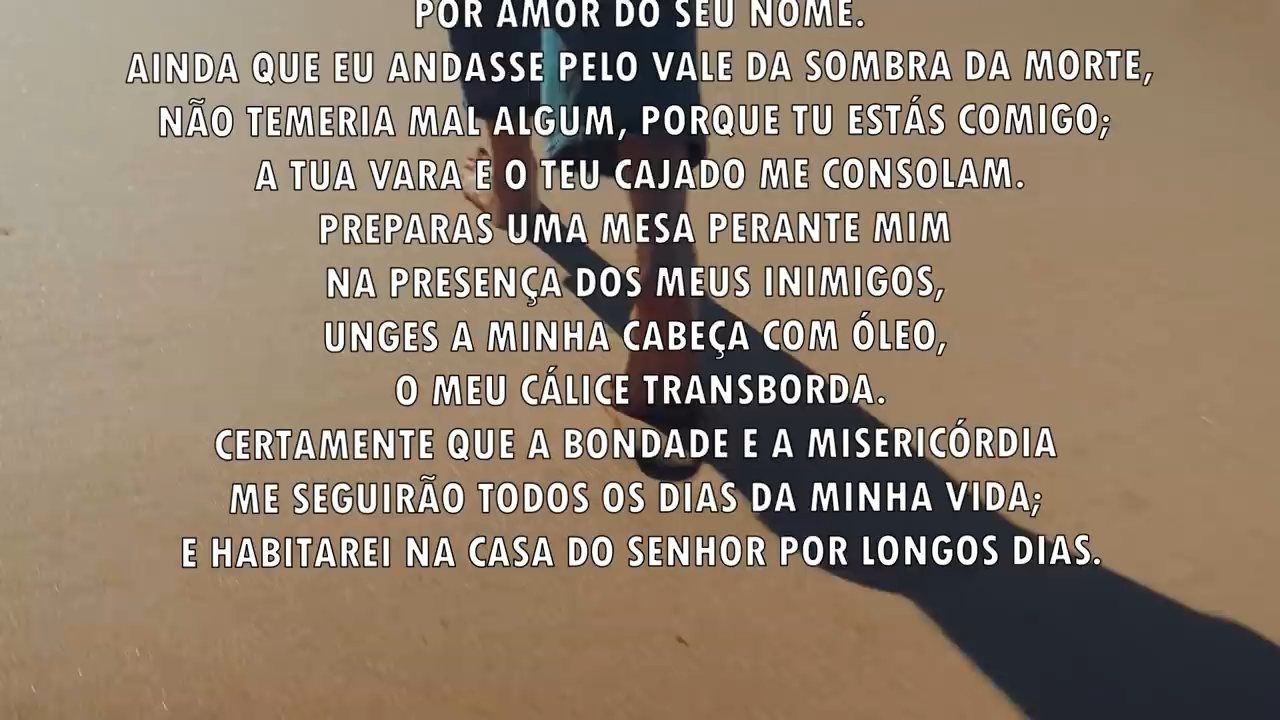 POR AMOR DO SEU NOME.
AINDA QUE EU ANDASSE PELO VALE DA SOMBRA DA MORTE,
NÃO TEMERIA MAL ALGUM, PORQUE TU ESTÁS COMIGO;
A TUA VARA E O TEU CAJADO ME CONSOLAM.
PREPARAS UMA MESA PERANTE MIM
NA PRESENÇA DOS MEUS INIMIGOS,
UNGES A MINHA CABEÇA COM ÓLEO,
O MEU CÁLICE TRANSBORDA.
CERTAMENTE QUE A BONDADE E A MISERICÓRDIA
ME SEGUIRÃO TODOS OS DIAS DA MINHA VIDA;
E HABITAREI NA CASA DO SENHOR POR LONGOS DIAS.